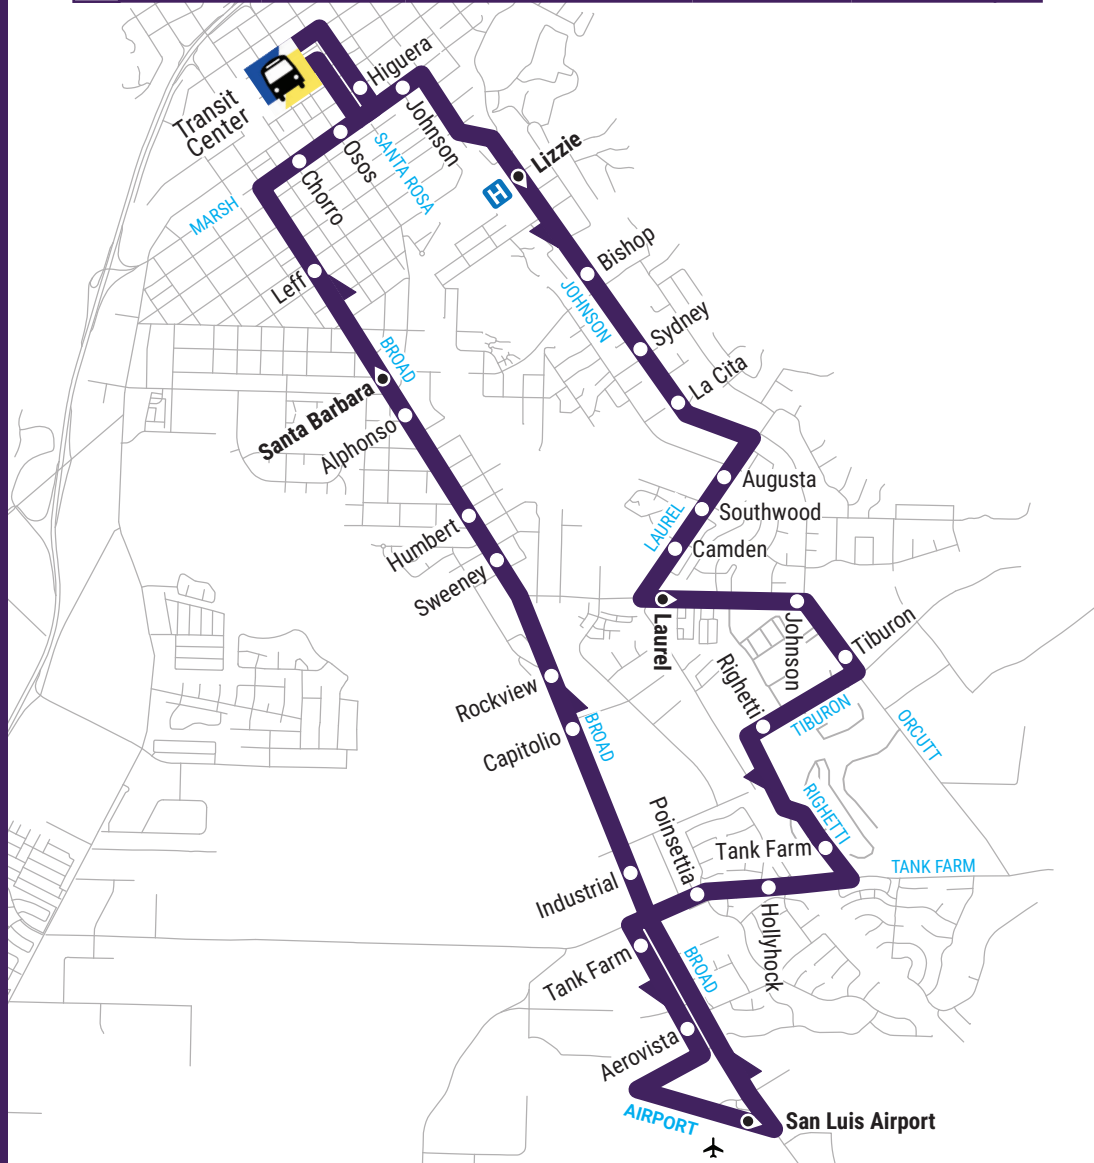 Higuera
Transit
Center
Johnson
Osos
SANTA ROSA
Lizzie
H
Chorro
MARSH
Bishop
Leff
JOHNSON
Sydney
BROAD
La Cita
Santa Barbara
Alphonso
Augusta
Southwood
LAUREL
Camden
Humbert
Sweeney
Laurel
Johnson
Tiburon
Righetti
Rockview
TIBURON
ORCUTT
Capitolio
BROAD
Poinsettia
RIGHETTI
Tank Farm
TANK FARM
Industrial
Hollyhock
Tank Farm
BROAD
Aerovista
AIRPORT
San Luis Airport